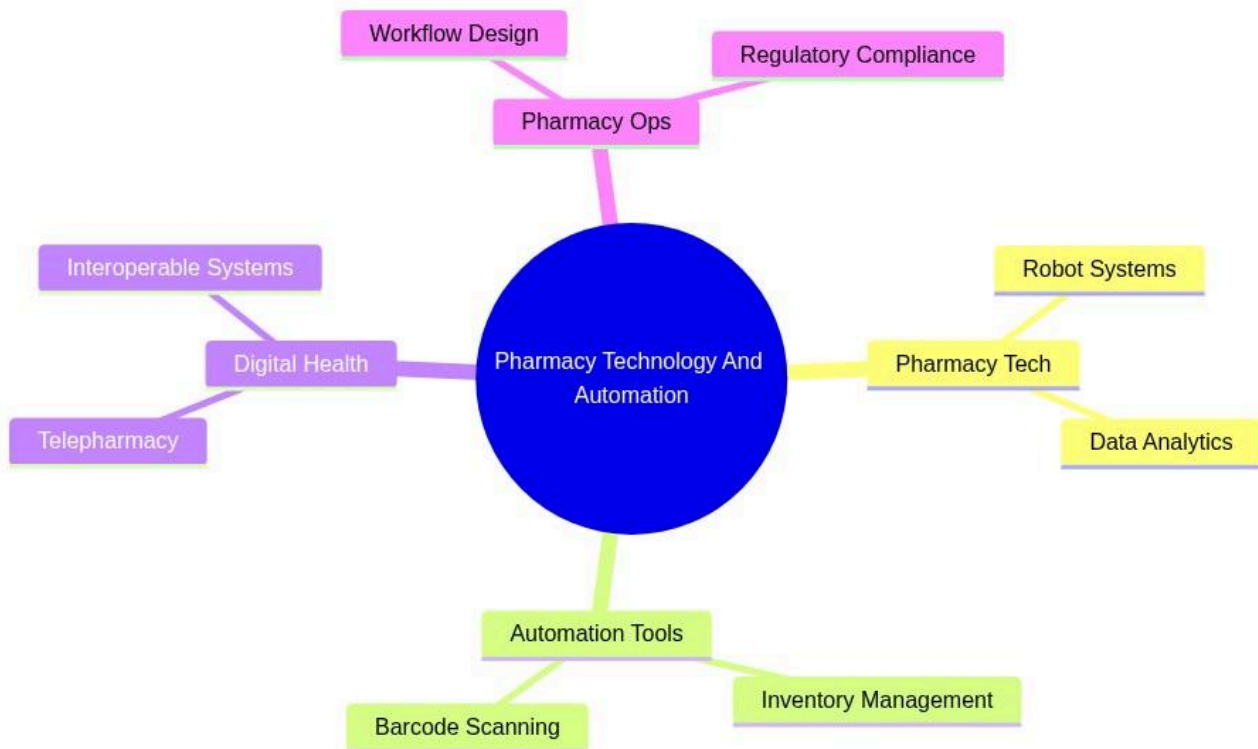 Workflow Design
Regulatory Compliance
Pharmacy Ops
Interoperable Systems
Robot Systems
Digital Health
Pharmacy Technology And
Automation
Pharmacy Tech
Telepharmacy
Data Analytics
Automation Tools
Inventory Management
Barcode Scanning